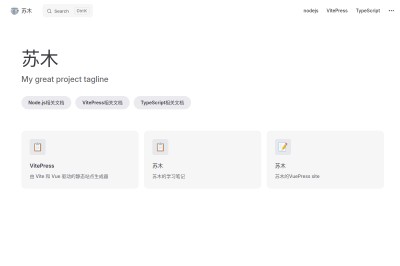 苏木
Search
nodejs
VitePress
TypeScript
苏木
My great project tagline
Node.js相关文档
VitePress相关文档
TypeScript相关文档
VitePress
由 Vite 和 Vue 驱动的静态站点生成器
苏木
苏木的学习笔记
苏木
苏木的VuePress site